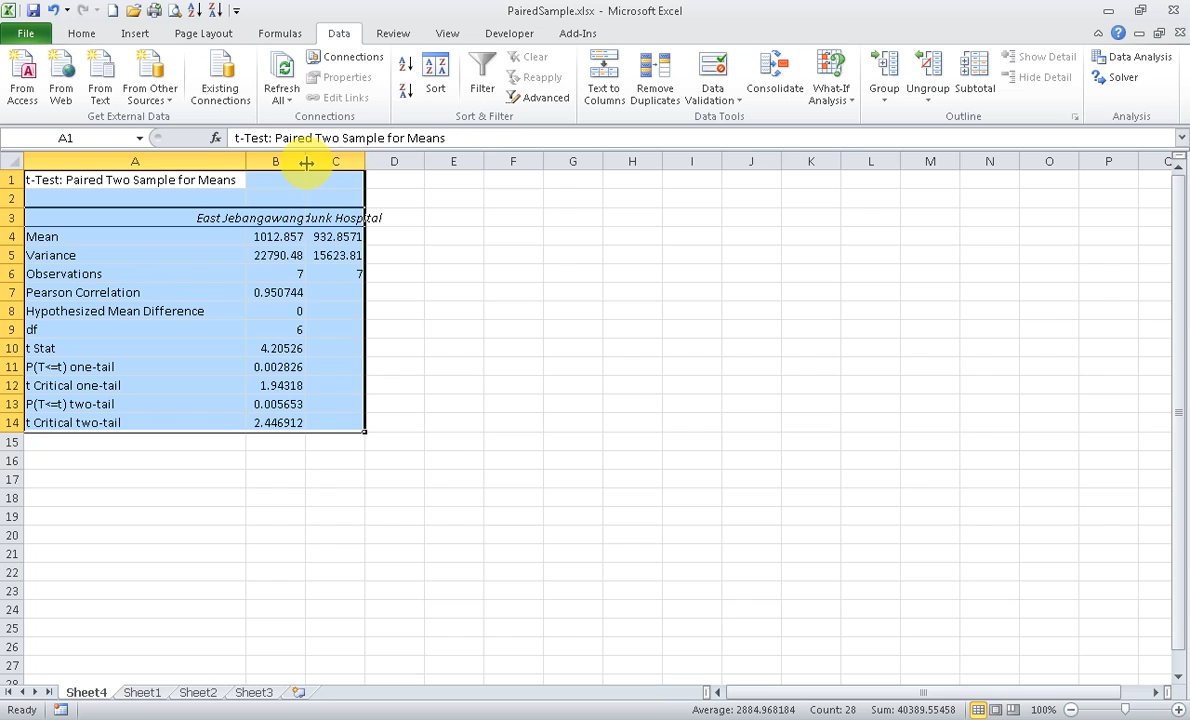 PairedSample.xlsx - Microsoft Excel
File Home Insert Page Layout Formulas Data Review View Developer Add-Ins
From Access
From Web
From Text
From Other Sources
Existing Connections
Get External Data
Refresh All
Connections
Properties
Edit Links
Connections
Sort
Filter
Clear
Reapply
Advanced
Sort & Filter
Text to Columns
Remove Duplicates
Data Validation
Consolidate
What-If Analysis
Data Tools
Group
Ungroup
Subtotal
Show Detail
Hide Detail
Outline
Data Analysis
Solver
Analysis
A1 fx t-Test: Paired Two Sample for Means
A B C D E F G H I J K L M N O P
1 t-Test: Paired Two Sample for Means
2
3 East Jebangawang Hospital
4 Mean 1012.857 932.8571
5 Variance 22790.48 15623.81
6 Observations 7 7
7 Pearson Correlation 0.950744
8 Hypothesized Mean Difference 0
9 df 6
10 t Stat 4.20526
11 P(T<=t) one-tail 0.002826
12 t Critical one-tail 1.94318
13 P(T<=t) two-tail 0.005653
14 t Critical two-tail 2.446912
15
16
17
18
19
20
21
22
23
24
25
26
27
28
Sheet4 Sheet1 Sheet2 Sheet3
Ready Average: 2884.968184 Count: 28 Sum: 40389.55458 100%